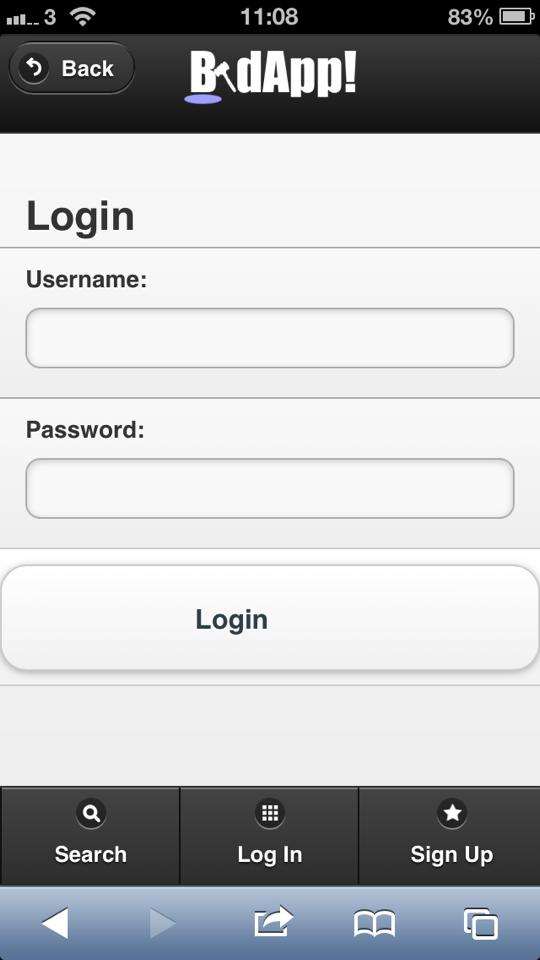 3 11:08 83%
Back
BidApp!
Login
Username:
Password:
Login
Search Log In Sign Up